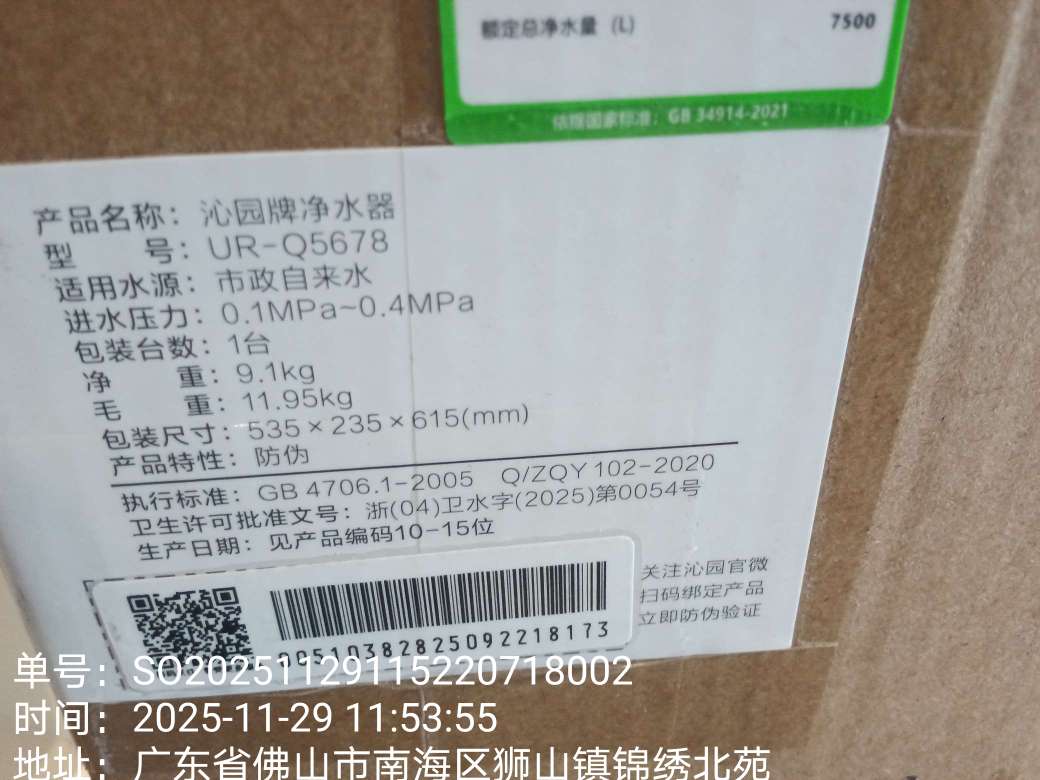 额定总净水量（L） 7500
依据国家标准：GB 34914-2021
产品名称：沁园牌净水器
型 号：UR-Q5678
适用水源：市政自来水
进水压力：0.1MPa~0.4MPa
包装台数：1台
净 重：9.1kg
毛 重：11.95kg
包装尺寸：535×235×615(mm)
产品特性：防伪
执行标准：GB 4706.1-2005 Q/ZQY 102-2020
卫生许可批准文号：浙(04)卫水字(2025)第0054号
生产日期：见产品编码10-15位
关注沁园官微
扫码绑定产品
立即防伪验证
00510382825092218173
单号：SO20251129115220718002
时间：2025-11-29 11:53:55
地址：广东省佛山市南海区狮山镇锦绣北苑